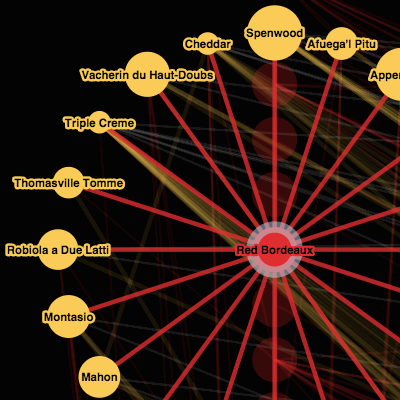 Spenwood
Cheddar
Afuega'l Pitu
Vacherin du Haut-Doubs
Triple Creme
Thomasville Tomme
Robiola a Due Latti
Red Bordeaux
Montasio
Mahon